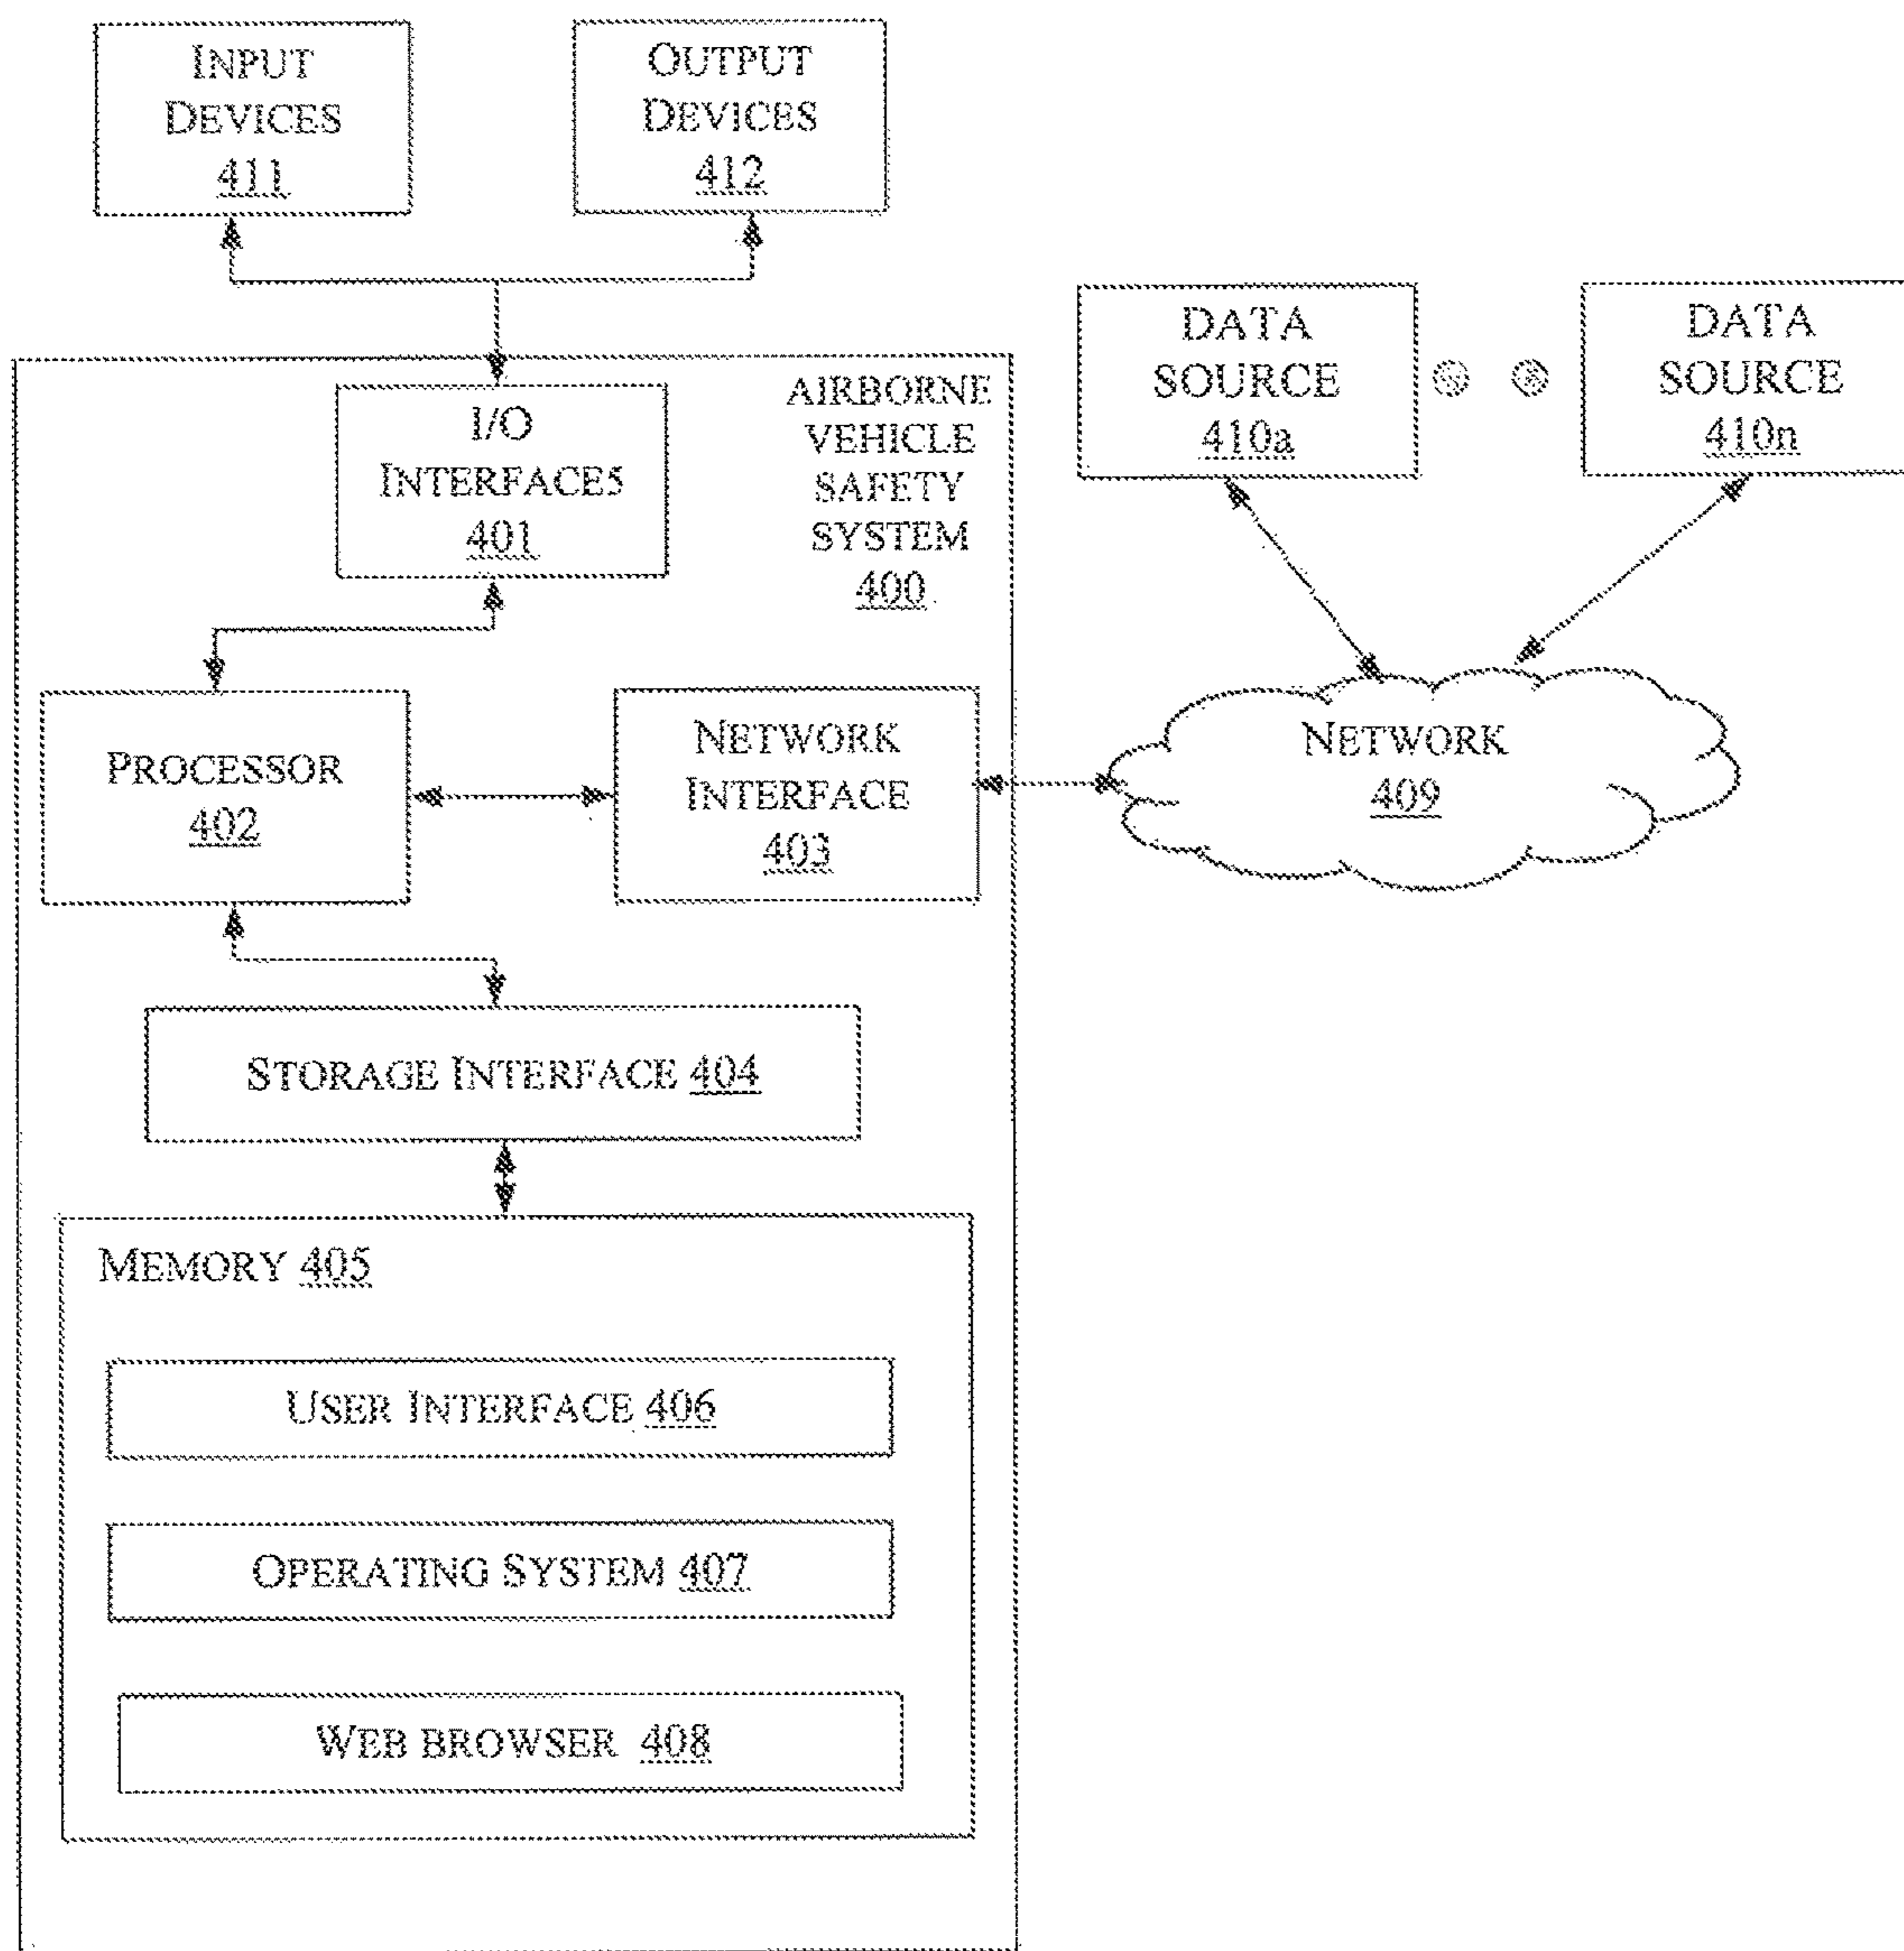 INPUT
DEVICES
411
OUTPUT
DEVICES
412
DATA
SOURCE
410a
DATA
SOURCE
410n
AIRBORNE
VEHICLE
SAFETY
SYSTEM
400
I/O
INTERFACE5
401
PROCESSOR
402
NETWORK
INTERFACE
403
NETWORK
409
STORAGE INTERFACE 404
MEMORY 405
USER INTERFACE 406
OPERATING SYSTEM 407
WEB BROWSER 408